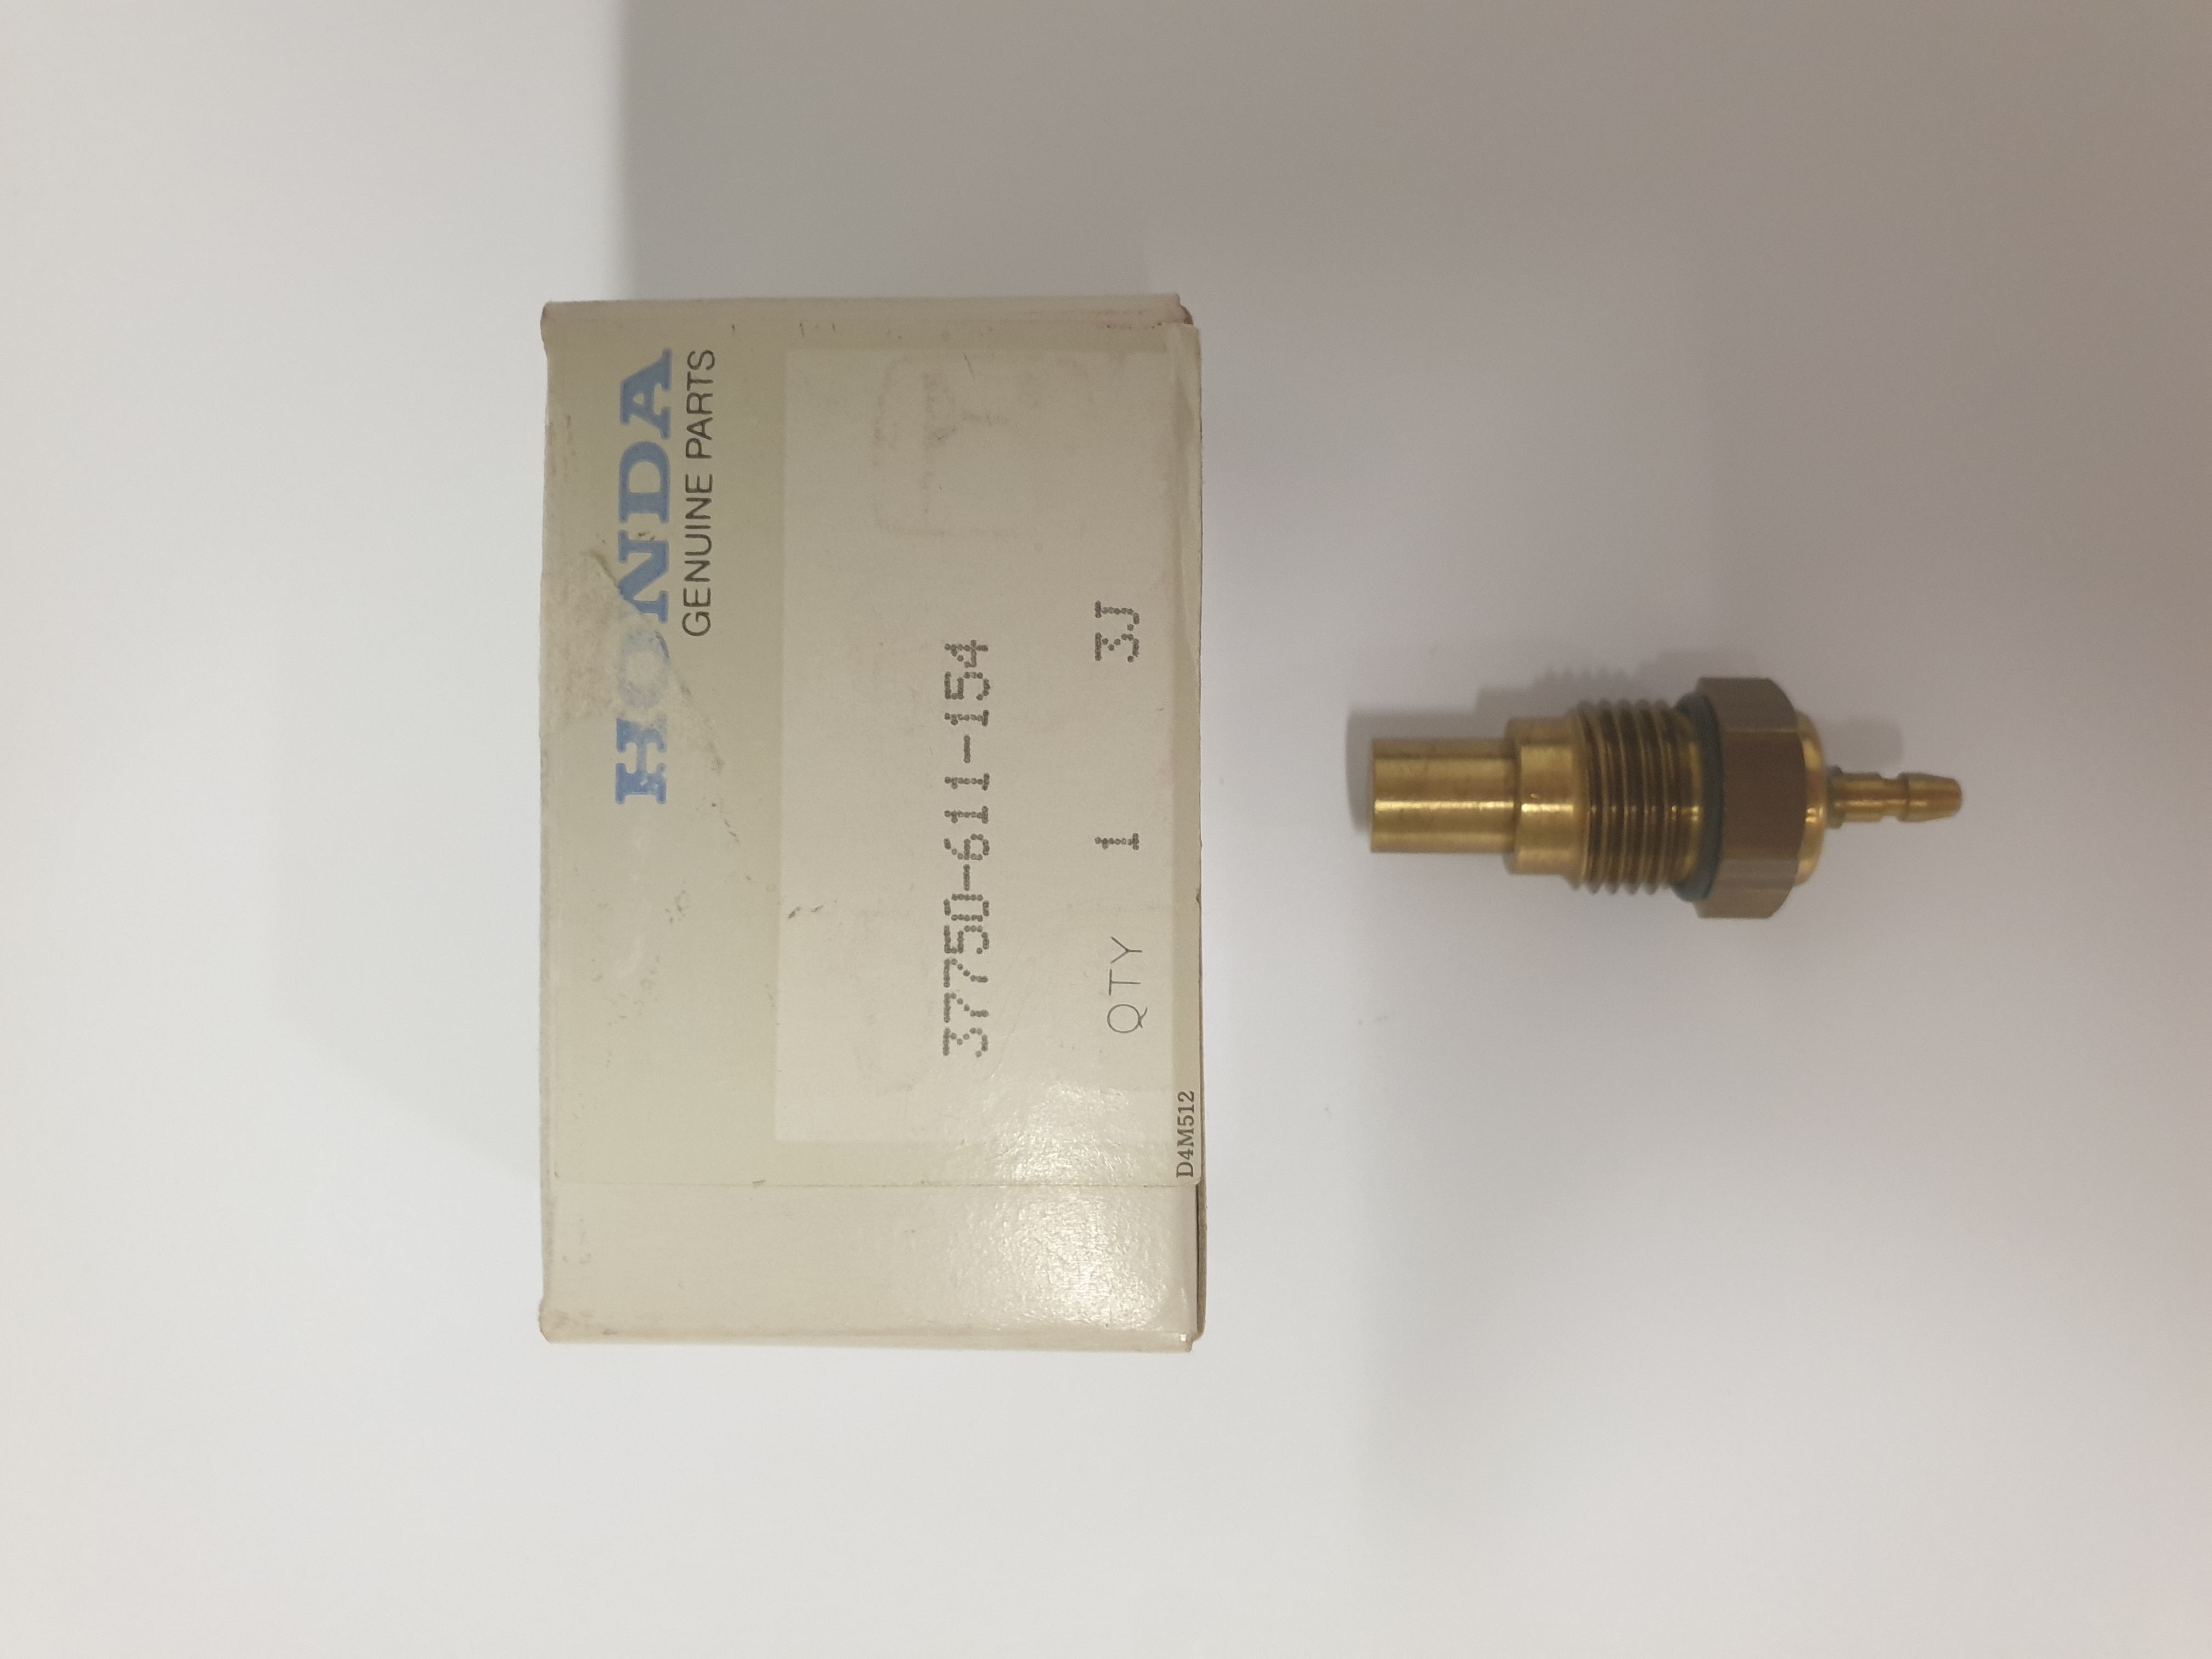 HONDA
GENUINE PARTS
37750-611-154
QTY 1 3J
D4M512